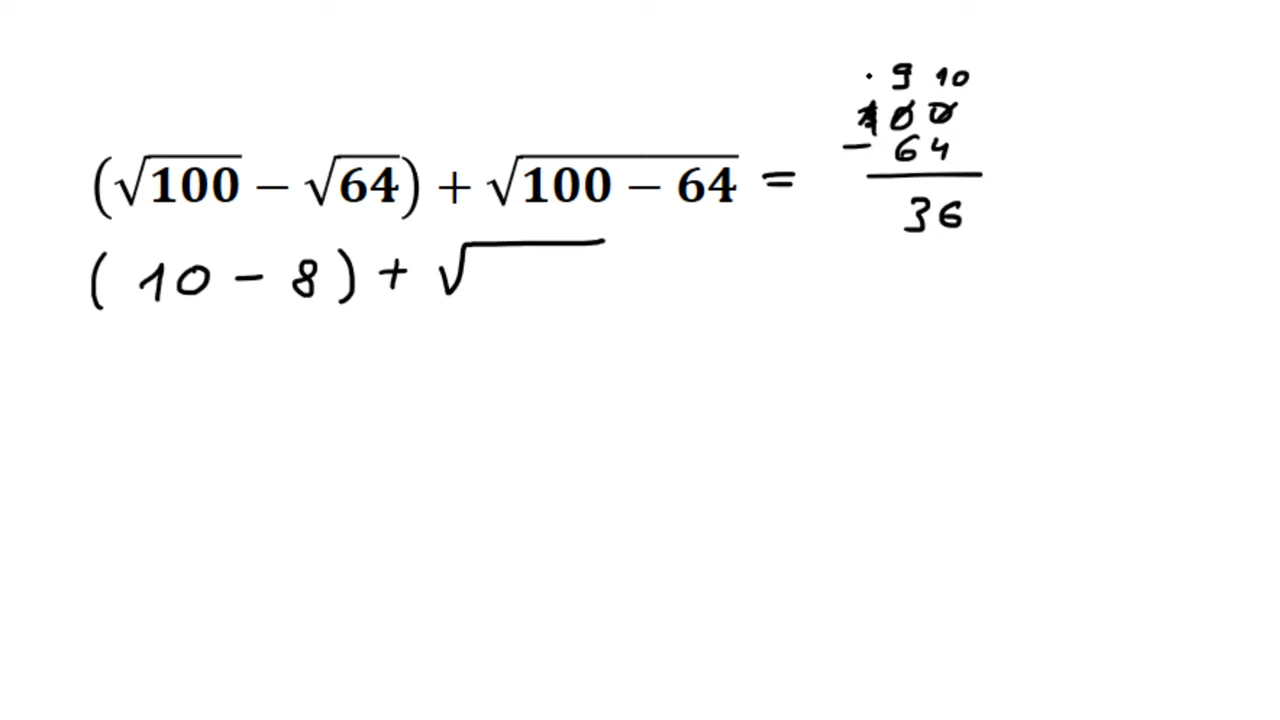 (√100 − √64) + √100 − 64 =
( 10 - 8 ) + √
9 10
100
- 64
36